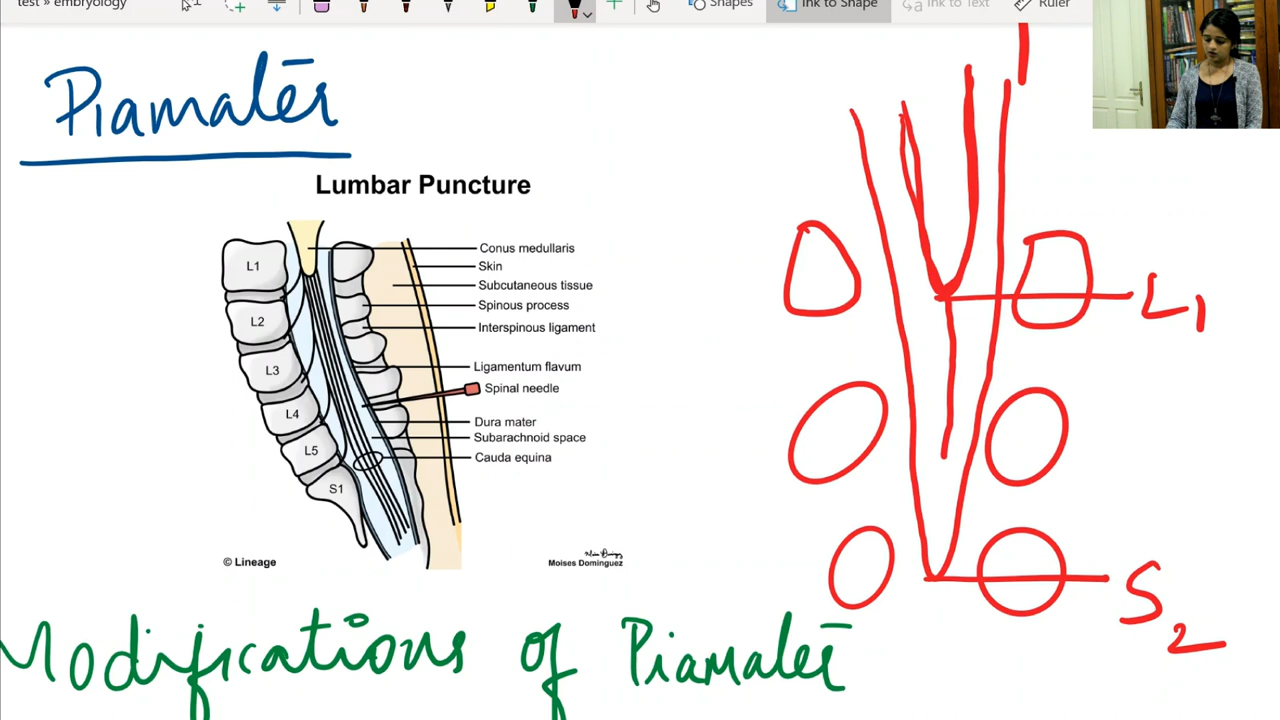 test » embryology
Shapes
Ink to Shape
Ink to Text
Ruler
Piamater
Lumbar Puncture
L1
L2
L3
L4
L5
S1
Conus medullaris
Skin
Subcutaneous tissue
Spinous process
Interspinous ligament
Ligamentum flavum
Spinal needle
Dura mater
Subarachnoid space
Cauda equina
© Lineage
Moises Dominguez
L1
S2
Modifications of Piamater